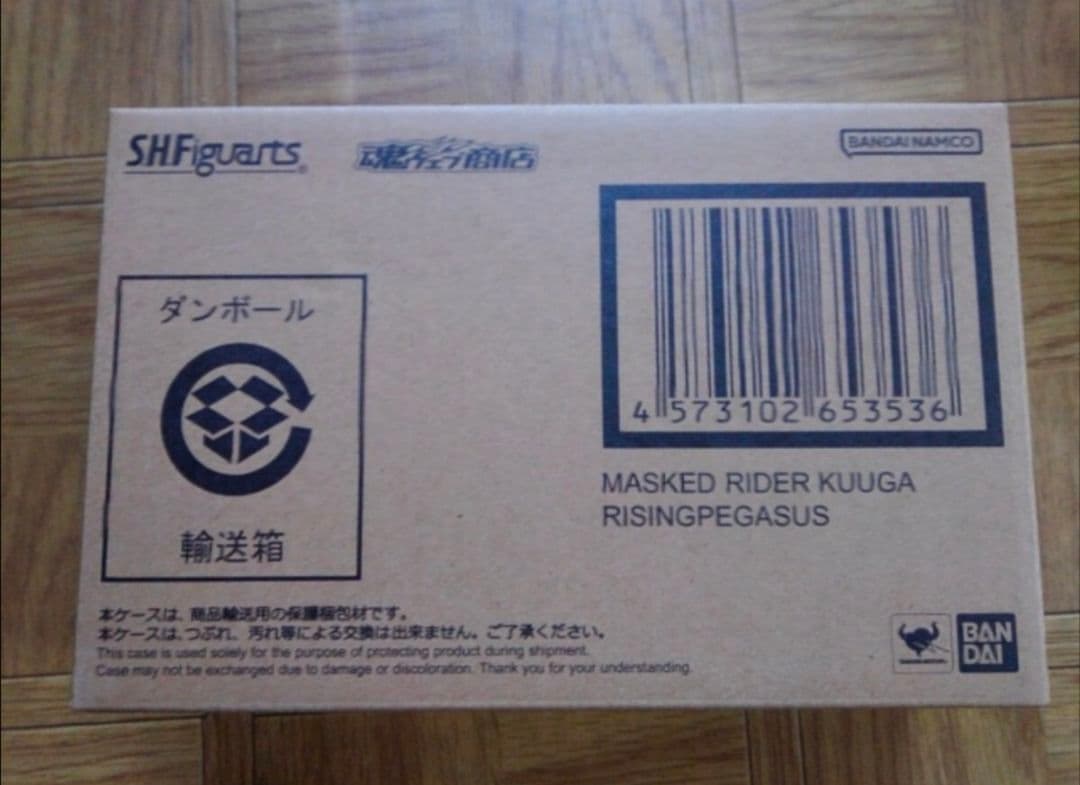 S.H.Figuarts
魂ウェブ商店
BANDAI NAMCO
ダンボール
輸送箱
4 573102 653536
MASKED RIDER KUUGA
RISINGPEGASUS
本ケースは、商品輸送用の保護梱包材です。
本ケースは、つぶれ、汚れ等による交換は出来ません。ご了承ください。
This case is used solely for the purpose of protecting product during shipment.
Case may not be exchanged due to damage or discoloration. Thank you for your understanding.
BAN
DAI